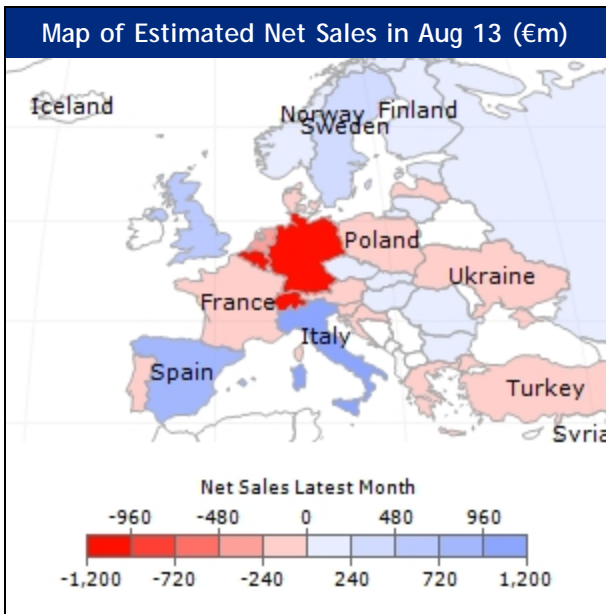 Map of Estimated Net Sales in Aug 13 (€m)
Iceland
Norway
Finland
Sweden
Poland
Ukraine
France
Italy
Spain
Turkey
Syria
Net Sales Latest Month
-960 -480 0 480 960
-1,200 -720 -240 240 720 1,200